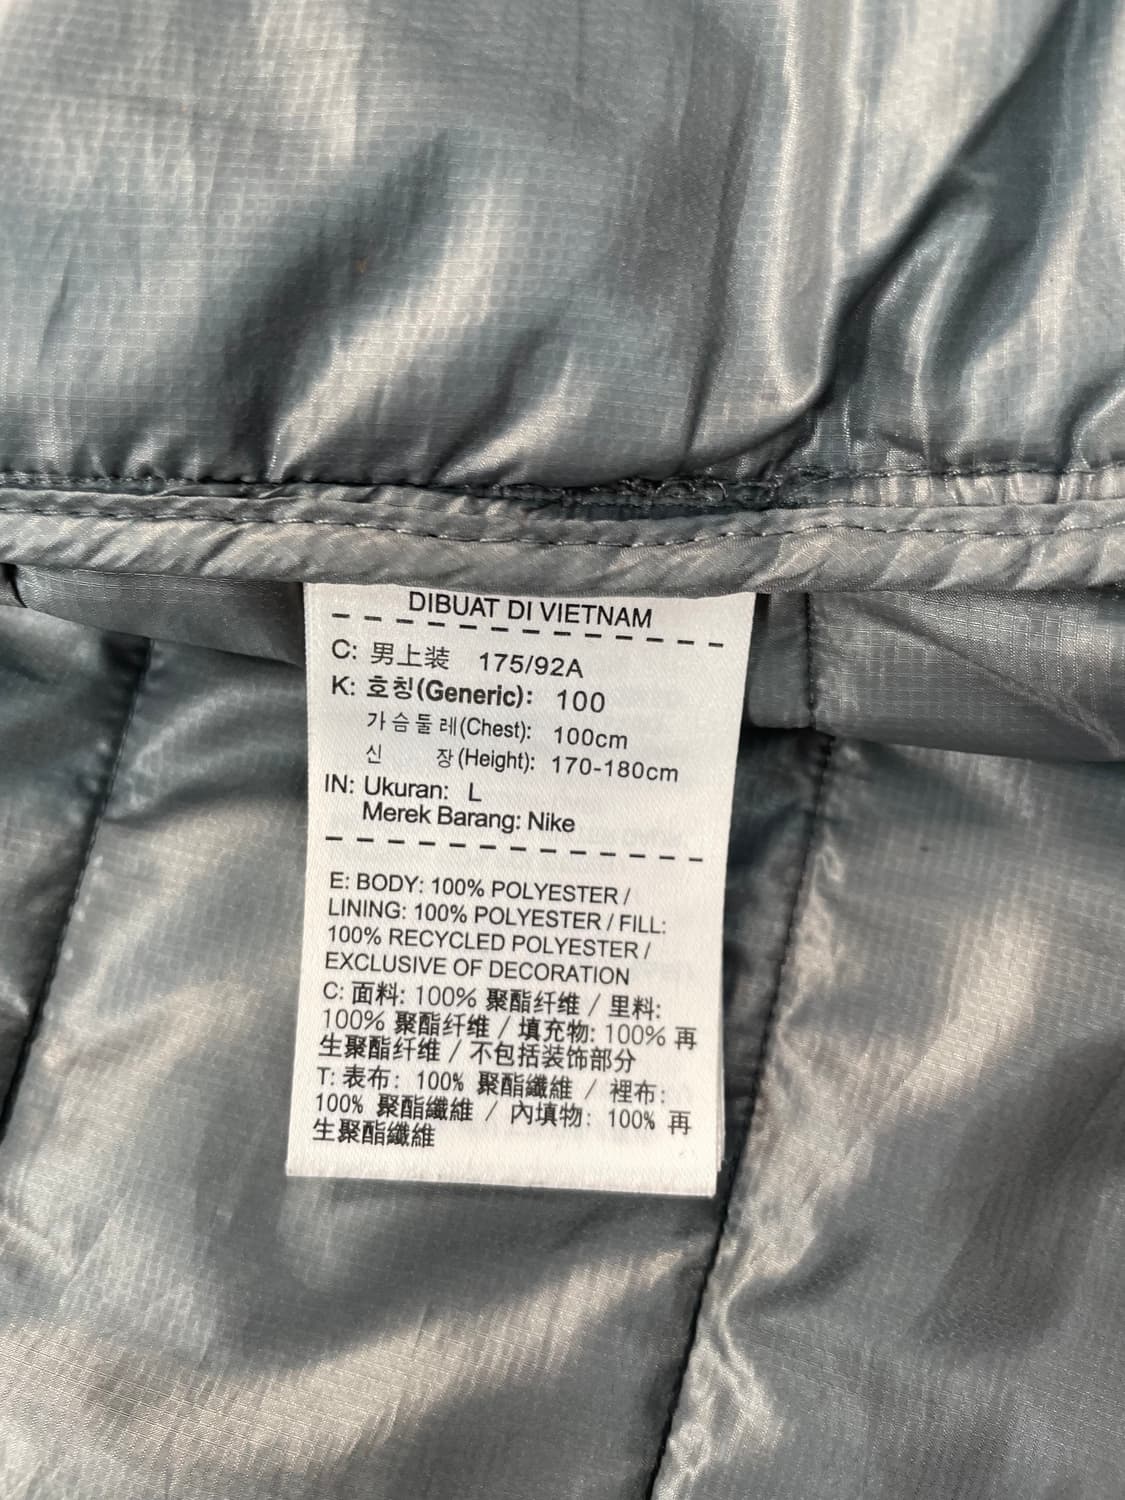 DIBUAT DI VIETNAM
C: 男上装 175/92A
K: 호칭(Generic): 100
가슴둘레(Chest): 100cm
신 장(Height): 170-180cm
IN: Ukuran: L
Merek Barang: Nike
E: BODY: 100% POLYESTER /
LINING: 100% POLYESTER / FILL:
100% RECYCLED POLYESTER /
EXCLUSIVE OF DECORATION
C: 面料: 100% 聚酯纤维 / 里料:
100% 聚酯纤维 / 填充物: 100% 再
生聚酯纤维 / 不包括装饰部分
T: 表布: 100% 聚酯纖維 / 裡布:
100% 聚酯纖維 / 內填物: 100% 再
生聚酯纖維